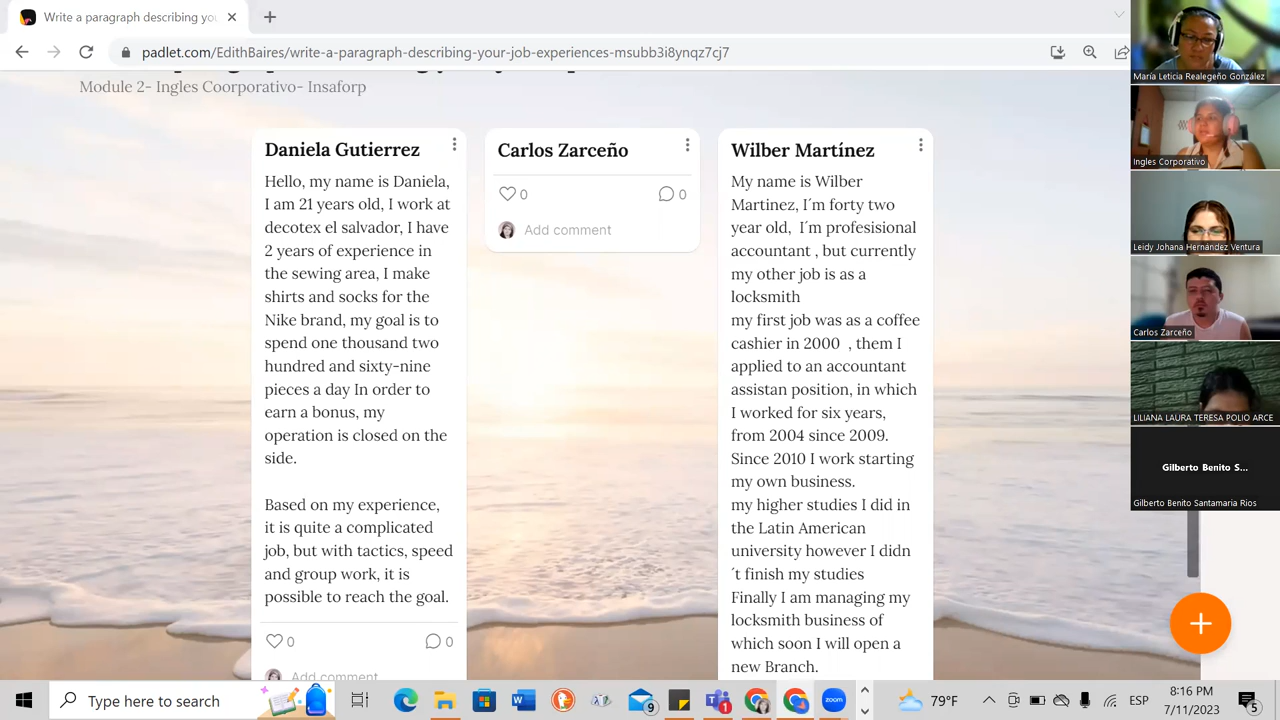 Write a paragraph describing yo
padlet.com/EdithBaires/write-a-paragraph-describing-your-job-experiences-msubb3i8ynqz7cj7
Module 2- Ingles Coorporativo- Insaforp
Daniela Gutierrez
Hello, my name is Daniela,
I am 21 years old, I work at
decotex el salvador, I have
2 years of experience in
the sewing area, I make
shirts and socks for the
Nike brand, my goal is to
spend one thousand two
hundred and sixty-nine
pieces a day In order to
earn a bonus, my
operation is closed on the
side.
Based on my experience,
it is quite a complicated
job, but with tactics, speed
and group work, it is
possible to reach the goal.
0
0
Add comment
Carlos Zarceño
0
0
Add comment
Wilber Martínez
My name is Wilber
Martinez, I´m forty two
year old,  I´m profesisional
accountant , but currently
my other job is as a
locksmith
my first job was as a coffee
cashier in 2000  , them I
applied to an accountant
assistan position, in which
I worked for six years,
from 2004 since 2009.
Since 2010 I work starting
my own business.
my higher studies I did in
the Latin American
university however I didn
´t finish my studies
Finally I am managing my
locksmith business of
which soon I will open a
new Branch.
María Leticia Realegeño González
Ingles Corporativo
Leidy Johana Hernández Ventura
Carlos Zarceño
LILIANA LAURA TERESA POLIO ARCE
Gilberto Benito S...
Gilberto Benito Santamaria Rios
Type here to search
9
1
zoom
79°F
ESP
8:16 PM
7/11/2023
5